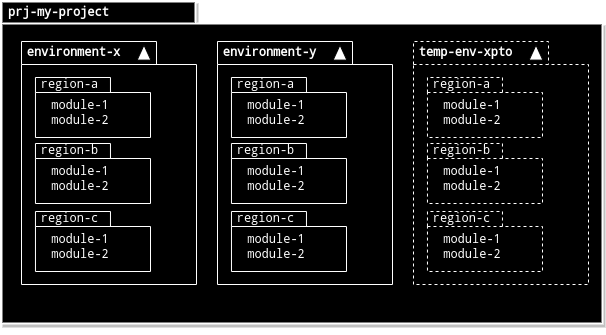 prj-my-project
environment-x ▲
region-a
module-1
module-2
region-b
module-1
module-2
region-c
module-1
module-2
environment-y ▲
region-a
module-1
module-2
region-b
module-1
module-2
region-c
module-1
module-2
temp-env-xpto ▲
region-a
module-1
module-2
region-b
module-1
module-2
region-c
module-1
module-2